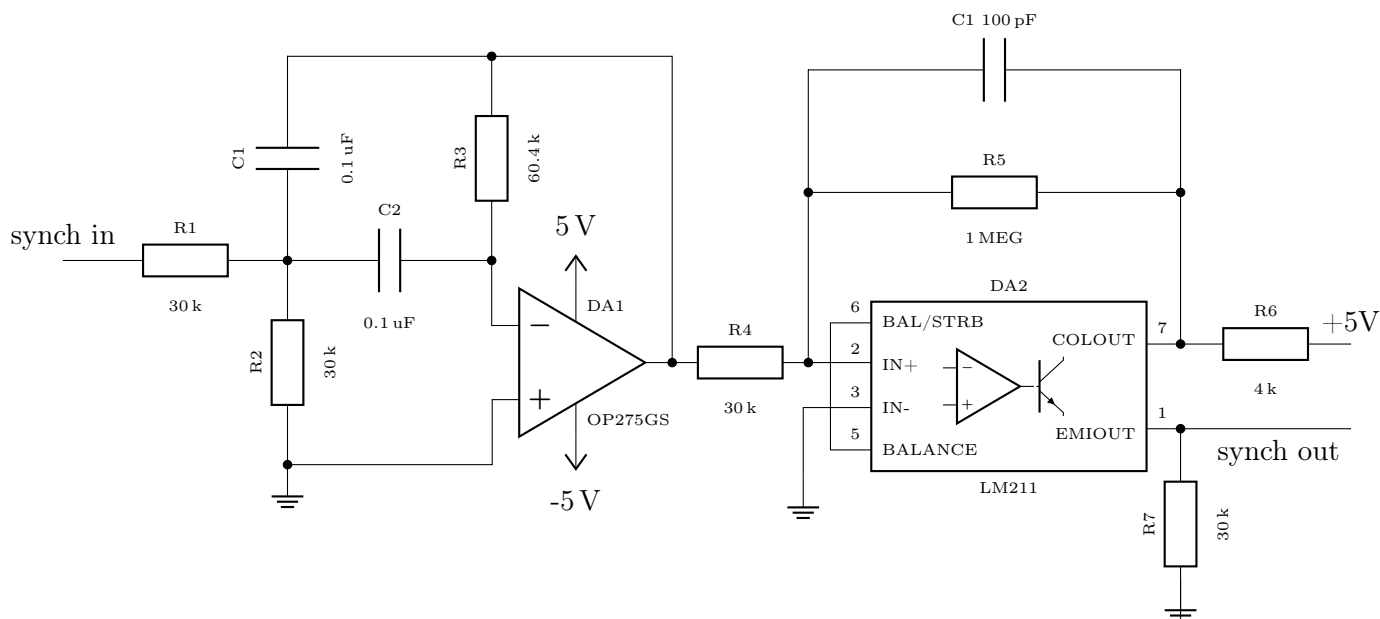 C1 100 pF
C1
0.1 uF
R3
60.4 k
R5
1 MEG
synch in
R1
30 k
C2
0.1 uF
R2
30 k
5 V
DA1
−
+
OP275GS
-5 V
R4
30 k
DA2
6
BAL/STRB
2
IN+
3
IN-
5
BALANCE
−
+
COLOUT
7
EMIOUT
1
LM211
R6
4 k
+5V
synch out
R7
30 k